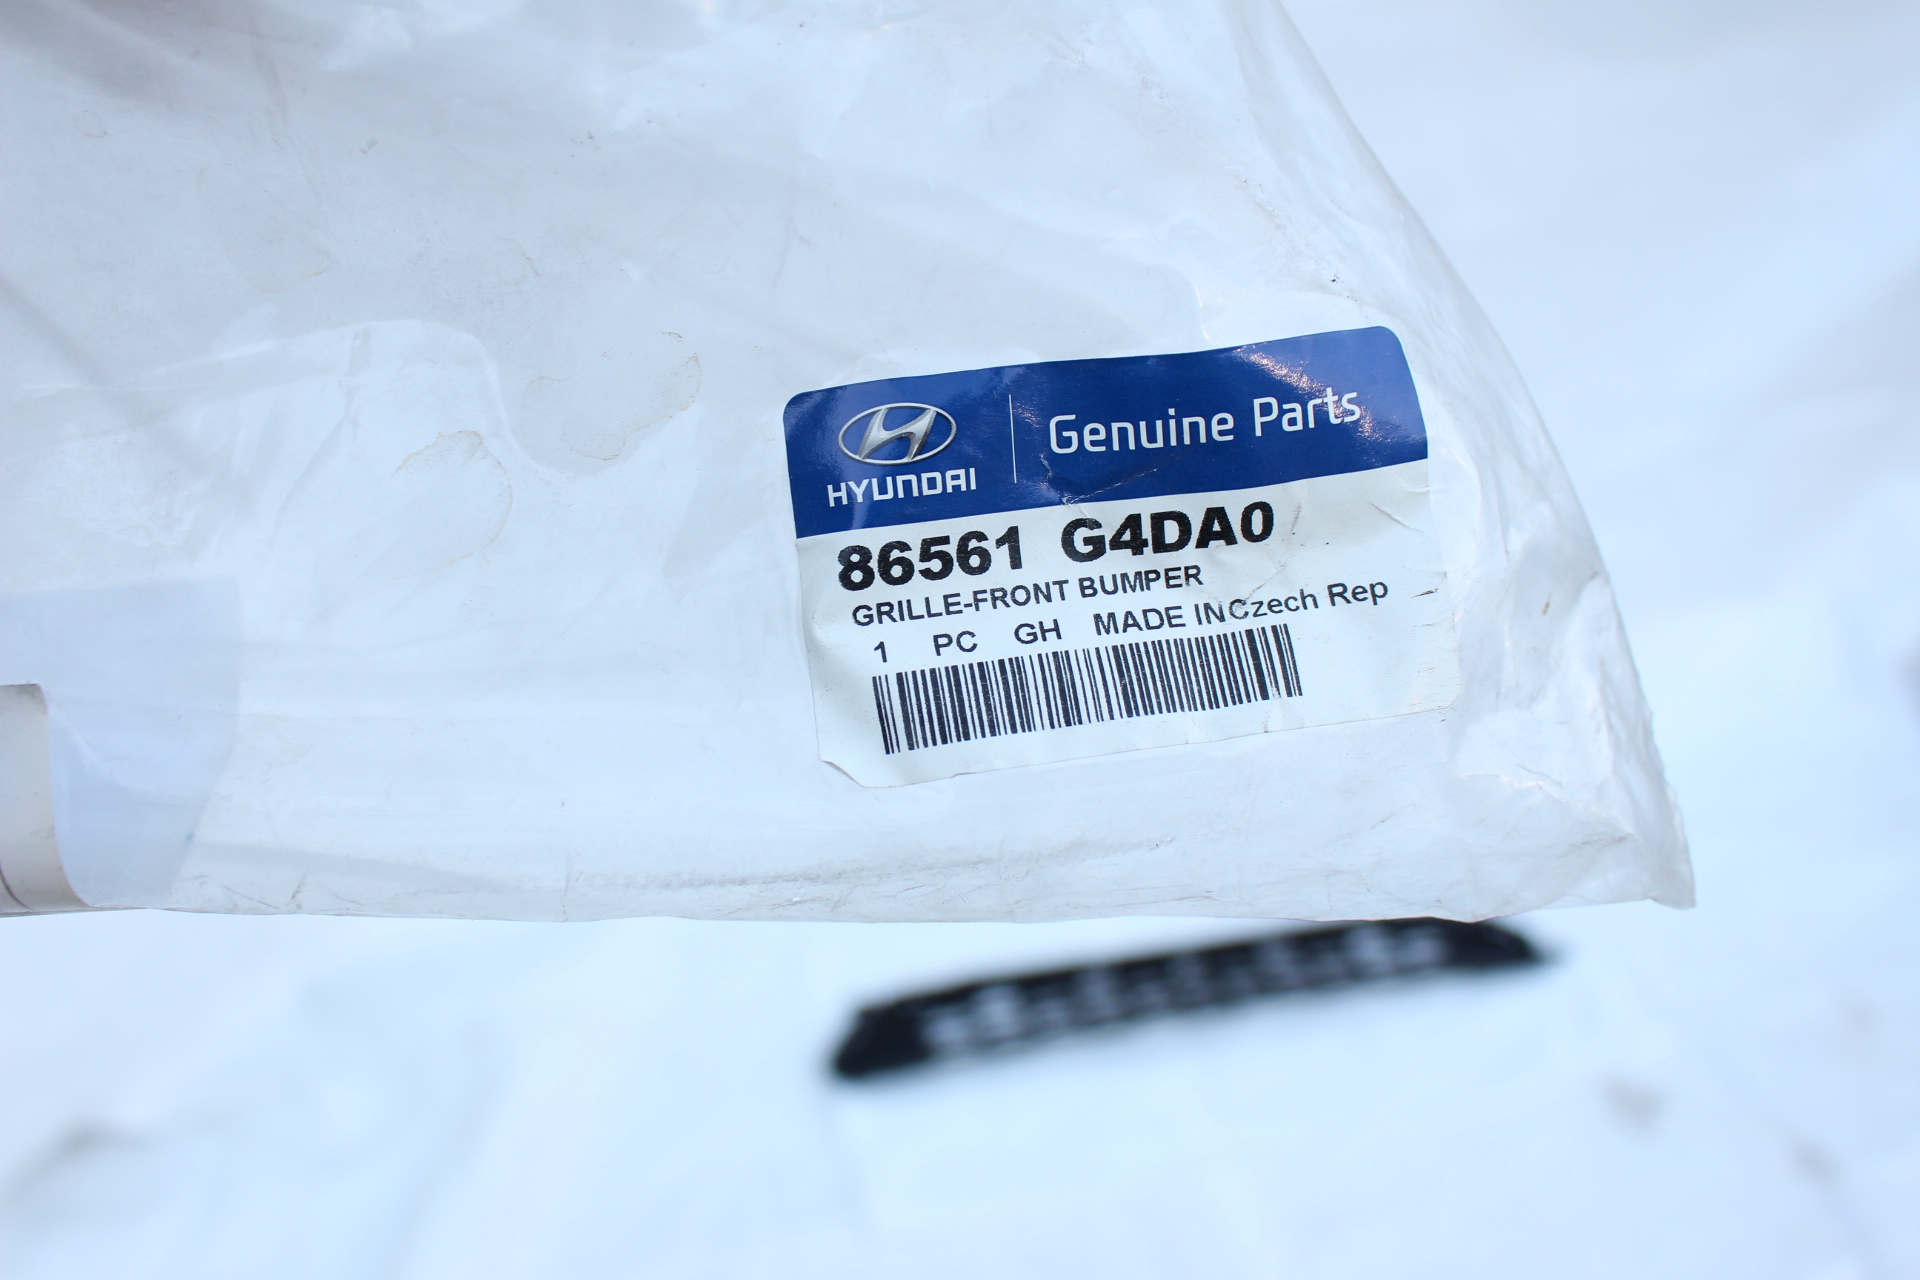 HYUNDAI
Genuine Parts
86561 G4DA0
GRILLE-FRONT BUMPER
1 PC GH MADE INCzech Rep